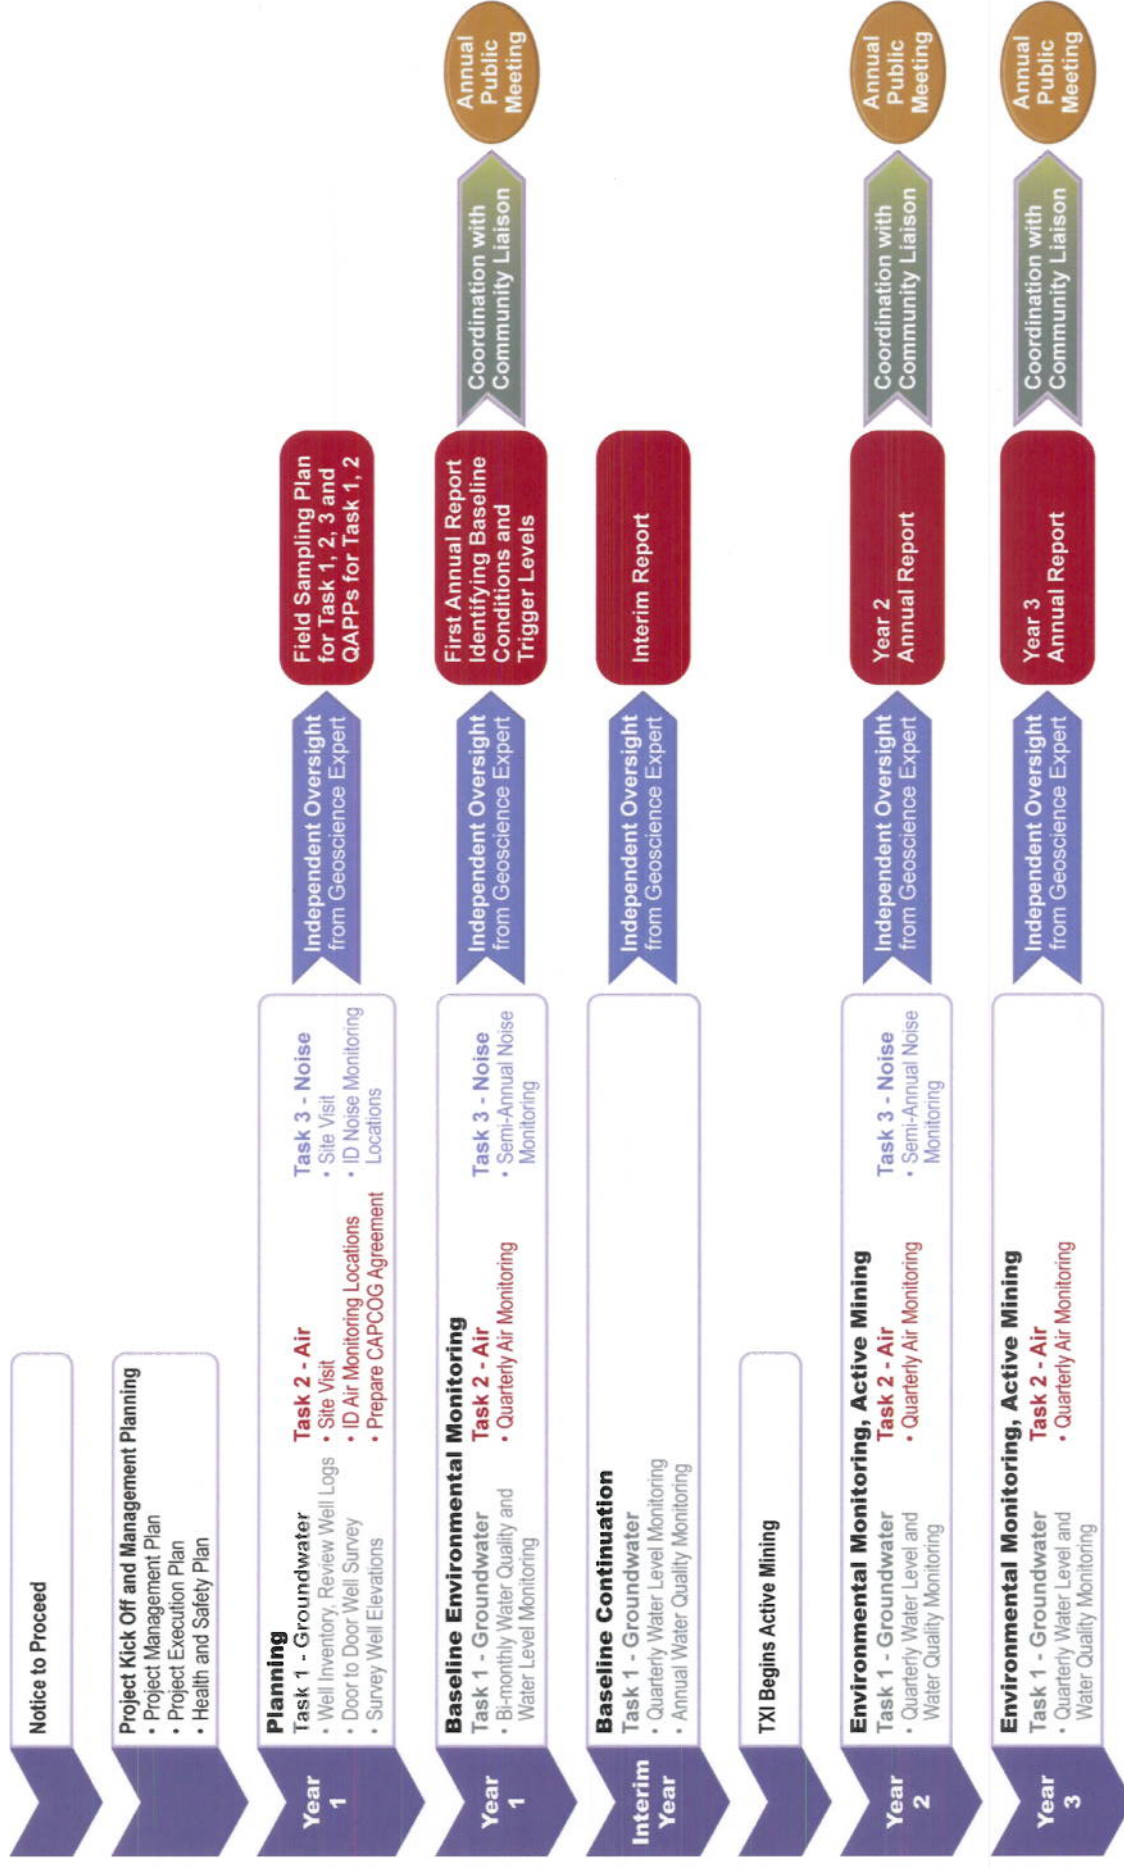 Notice to Proceed
Project Kick Off and Management Planning
• Project Management Plan
• Project Execution Plan
• Health and Safety Plan
Year
1
Planning
Task 1 - Groundwater
• Well Inventory, Review Well Logs
• Door to Door Well Survey
• Survey Well Elevations
Task 2 - Air
• Site Visit
• ID Air Monitoring Locations
• Prepare CAPCOG Agreement
Task 3 - Noise
• Site Visit
• ID Noise Monitoring
Locations
Independent Oversight
from Geoscience Expert
Field Sampling Plan
for Task 1, 2, 3 and
QAPPs for Task 1, 2
Year
1
Baseline Environmental Monitoring
Task 1 - Groundwater
• Bi-monthly Water Quality and
Water Level Monitoring
Task 2 - Air
• Quarterly Air Monitoring
Task 3 - Noise
• Semi-Annual Noise
Monitoring
Independent Oversight
from Geoscience Expert
First Annual Report
Identifying Baseline
Conditions and
Trigger Levels
Coordination with
Community Liaison
Annual
Public
Meeting
Interim
Year
Baseline Continuation
Task 1 - Groundwater
• Quarterly Water Level Monitoring
• Annual Water Quality Monitoring
Independent Oversight
from Geoscience Expert
Interim Report
TXI Begins Active Mining
Year
2
Environmental Monitoring, Active Mining
Task 1 - Groundwater
• Quarterly Water Level and
Water Quality Monitoring
Task 2 - Air
• Quarterly Air Monitoring
Task 3 - Noise
• Semi-Annual Noise
Monitoring
Independent Oversight
from Geoscience Expert
Year 2
Annual Report
Coordination with
Community Liaison
Annual
Public
Meeting
Year
3
Environmental Monitoring, Active Mining
Task 1 - Groundwater
• Quarterly Water Level and
Water Quality Monitoring
Task 2 - Air
• Quarterly Air Monitoring
Independent Oversight
from Geoscience Expert
Year 3
Annual Report
Coordination with
Community Liaison
Annual
Public
Meeting